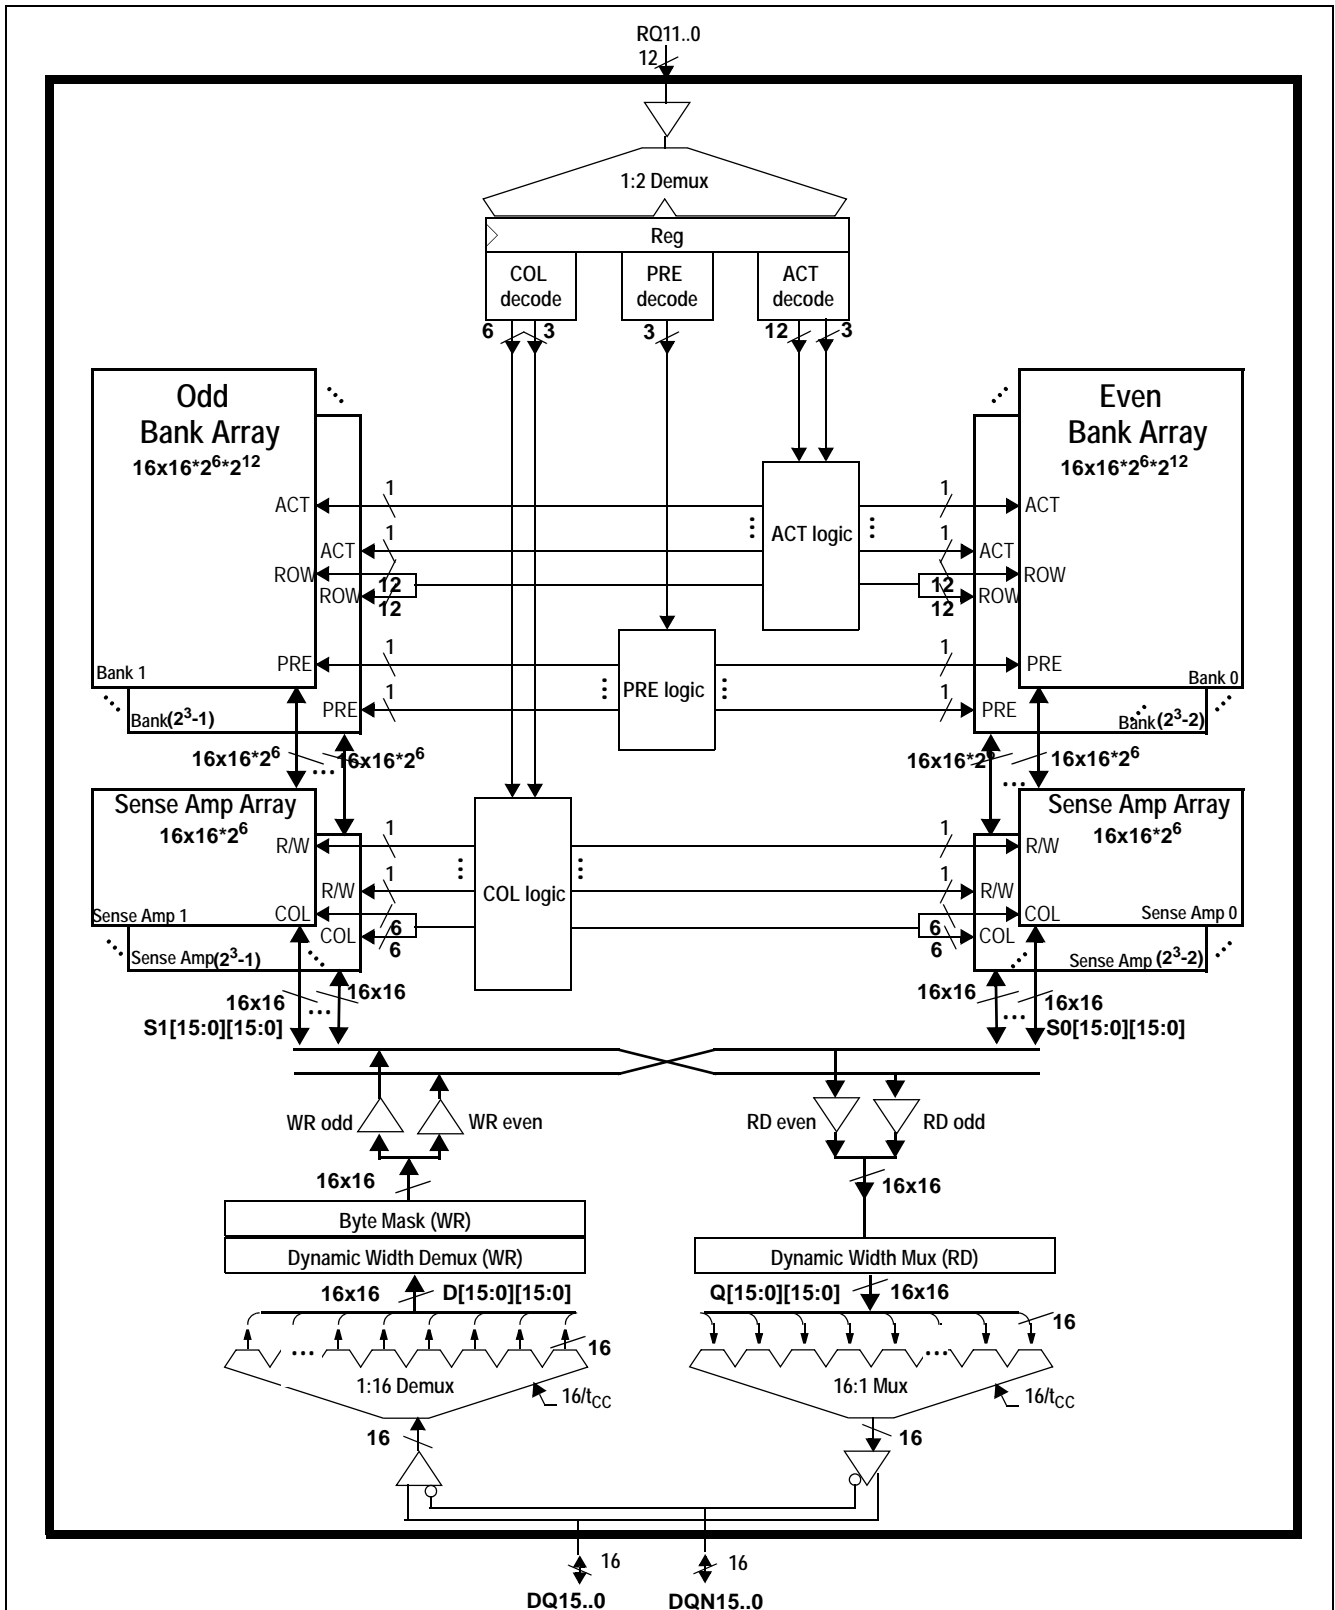 RQ11..0
12
1:2 Demux
Reg
COL decode
PRE decode
ACT decode
6
3
3
12
3
Odd
Bank Array
16x16*2^6*2^12
Even
Bank Array
16x16*2^6*2^12
ACT
1
1
ACT
ACT
1
1
ACT
ACT logic
ROW
12
12
ROW
ROW
12
12
ROW
PRE
1
1
PRE
Bank 1
Bank 0
PRE logic
PRE
1
1
PRE
Bank(2^3-1)
Bank(2^3-2)
16x16*2^6
16x16*2^6
16x16*2^6
16x16*2^6
Sense Amp Array
16x16*2^6
Sense Amp Array
16x16*2^6
R/W
1
1
R/W
R/W
1
1
R/W
COL logic
Sense Amp 1
COL
COL
Sense Amp 0
COL
6
6
6
6
COL
Sense Amp(2^3-1)
Sense Amp (2^3-2)
16x16
16x16
16x16
16x16
S1[15:0][15:0]
S0[15:0][15:0]
WR odd
WR even
RD even
RD odd
16x16
16x16
Byte Mask (WR)
Dynamic Width Demux (WR)
Dynamic Width Mux (RD)
16x16
D[15:0][15:0]
Q[15:0][15:0]
16x16
16
16
1:16 Demux
16/tCC
16:1 Mux
16/tCC
16
16
16
16
DQ15..0
DQN15..0